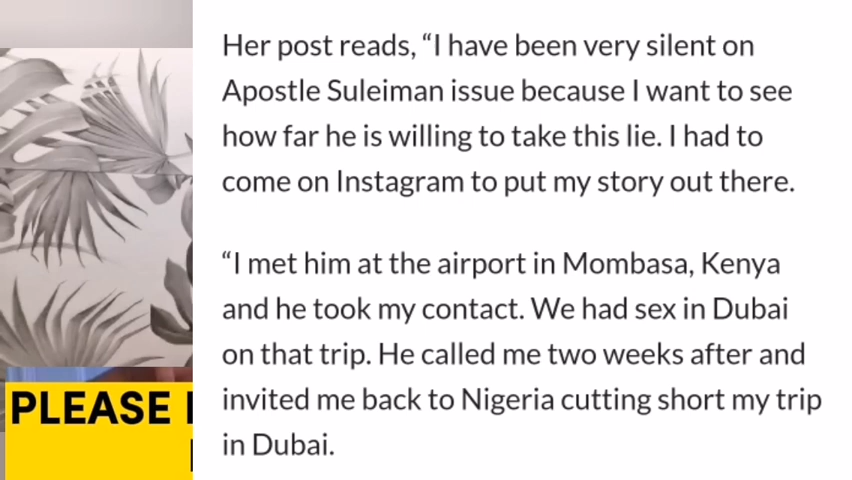 Her post reads, “I have been very silent on
Apostle Suleiman issue because I want to see
how far he is willing to take this lie. I had to
come on Instagram to put my story out there.
“I met him at the airport in Mombasa, Kenya
and he took my contact. We had sex in Dubai
on that trip. He called me two weeks after and
invited me back to Nigeria cutting short my trip
in Dubai.
PLEASE